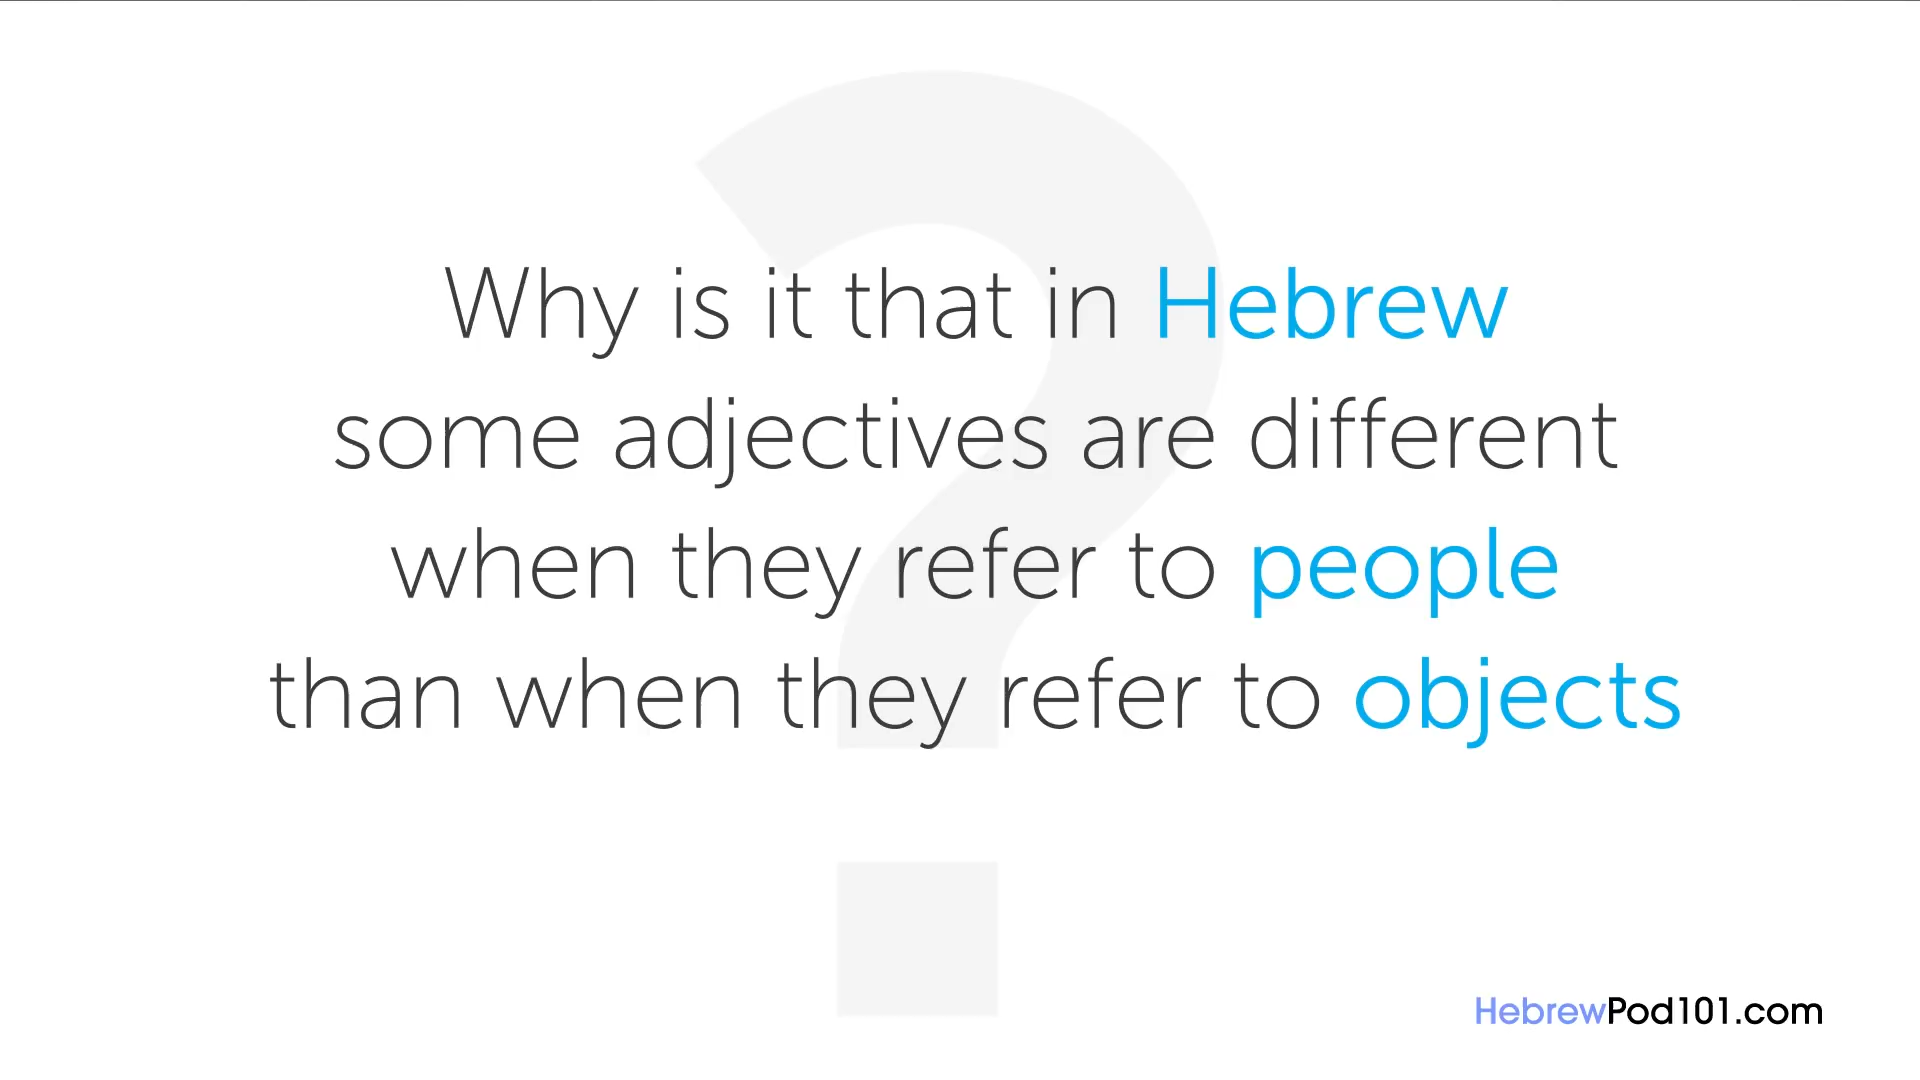 Why is it that in Hebrew
some adjectives are different
when they refer to people
than when they refer to objects
HebrewPod101.com